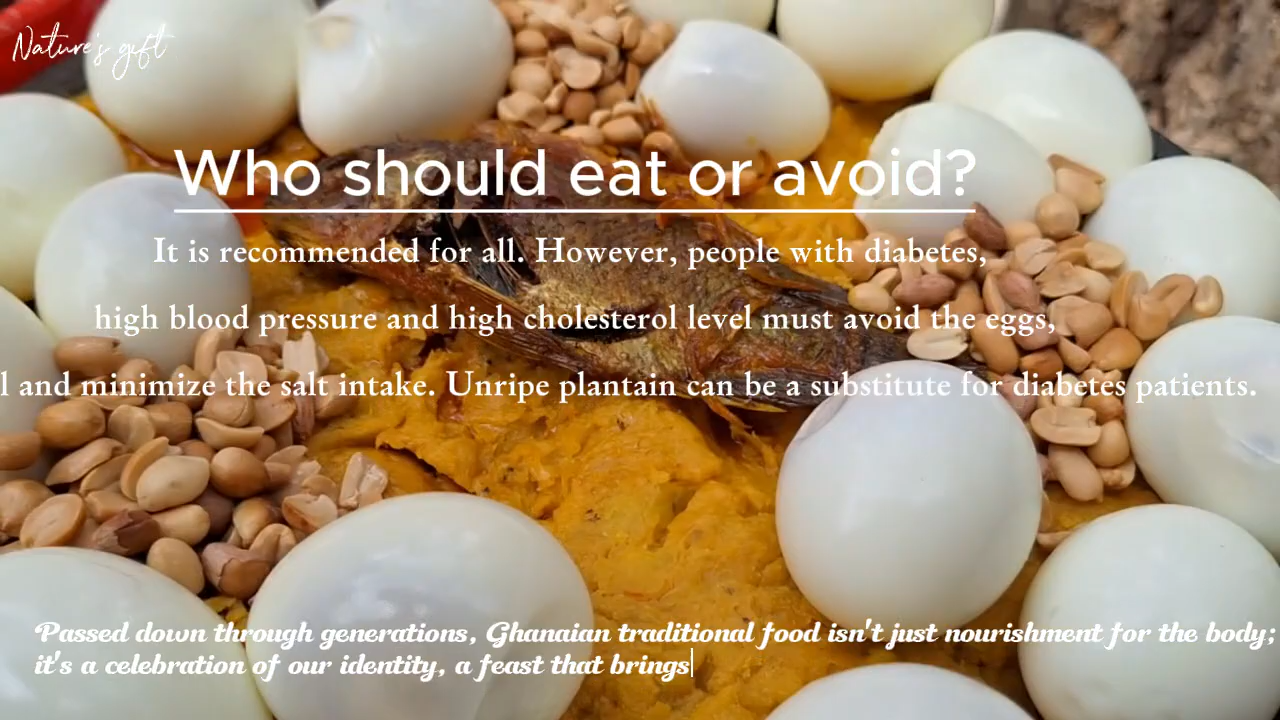 Nature's gift
Who should eat or avoid?
It is recommended for all. However, people with diabetes,
high blood pressure and high cholesterol level must avoid the eggs,
and minimize the salt intake. Unripe plantain can be a substitute for diabetes patients.
Passed down through generations, Ghanaian traditional food isn't just nourishment for the body;
it's a celebration of our identity, a feast that brings